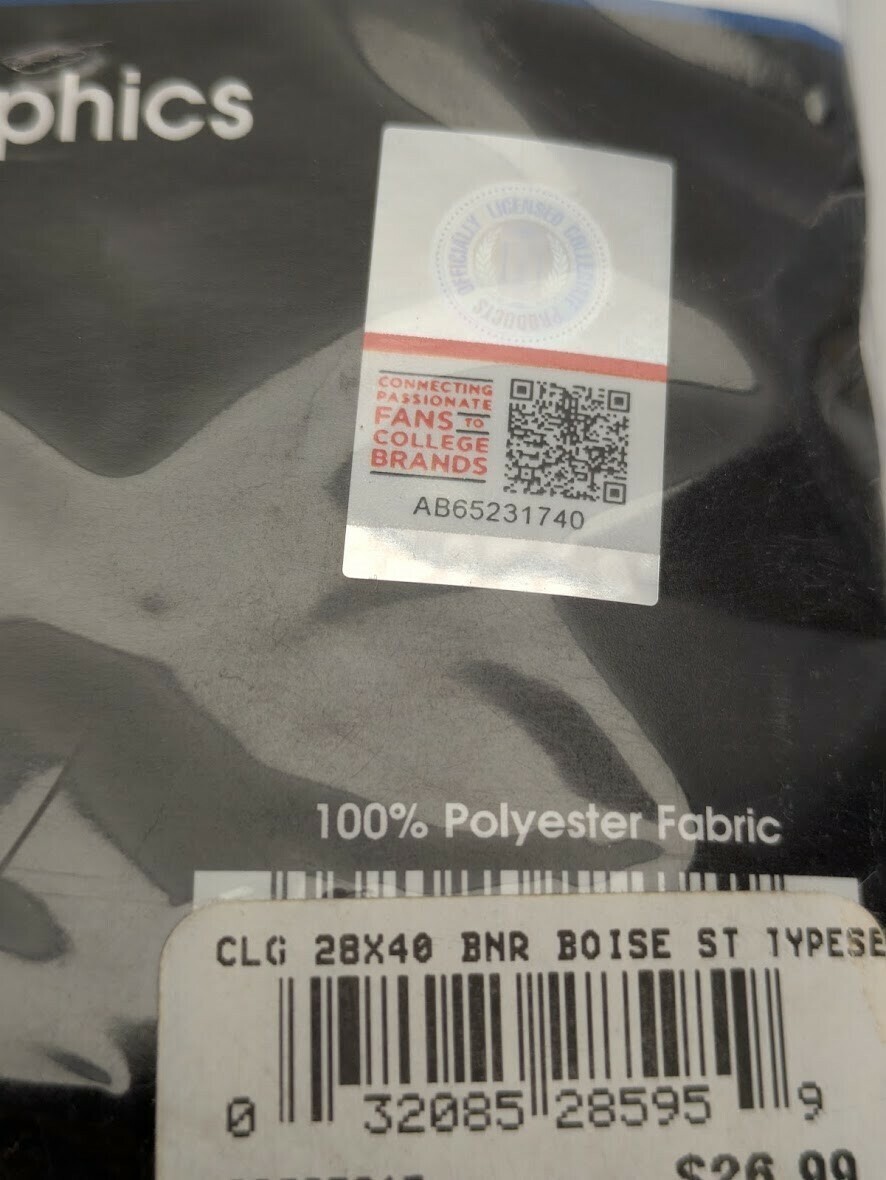 phics
OFFICIALLY LICENSED COLLEGIATE PRODUCTS
CONNECTING
PASSIONATE
FANS TO
COLLEGE
BRANDS
AB65231740
100% Polyester Fabric
CLG 28X40 BNR BOISE ST TYPESE
0 32085 28595 9
$26.99